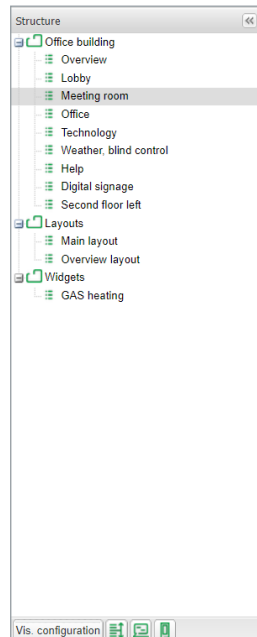 Structure
Office building
Overview
Lobby
Meeting room
Office
Technology
Weather, blind control
Help
Digital signage
Second floor left
Layouts
Main layout
Overview layout
Widgets
GAS heating
Vis. configuration